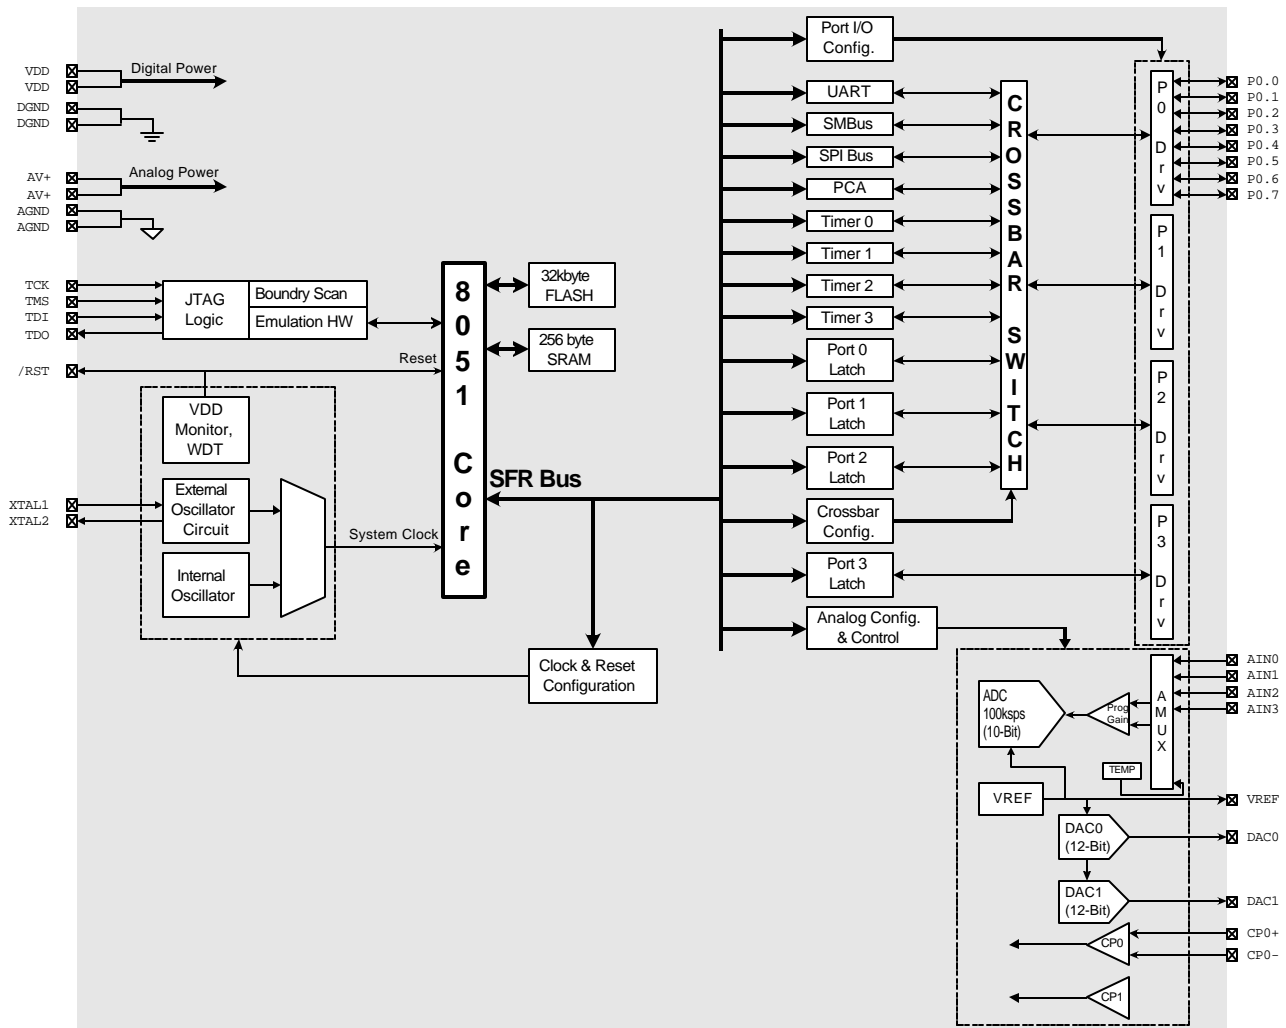 VDD
VDD
DGND
DGND
Digital Power
AV+
AV+
AGND
AGND
Analog Power
TCK
TMS
TDI
TDO
JTAG
Logic
Boundry Scan
Emulation HW
/RST
Reset
VDD
Monitor,
WDT
XTAL1
XTAL2
External
Oscillator
Circuit
Internal
Oscillator
System Clock
8051 Core
32kbyte
FLASH
256 byte
SRAM
SFR Bus
Clock & Reset
Configuration
Port I/O
Config.
UART
SMBus
SPI Bus
PCA
Timer 0
Timer 1
Timer 2
Timer 3
Port 0
Latch
Port 1
Latch
Port 2
Latch
Crossbar
Config.
Port 3
Latch
Analog Config.
& Control
CROSSBAR SWITCH
P0 Drv
P1 Drv
P2 Drv
P3 Drv
P0.0
P0.1
P0.2
P0.3
P0.4
P0.5
P0.6
P0.7
ADC
100ksps
(10-Bit)
Prog
Gain
AMUX
TEMP
VREF
DAC0
(12-Bit)
DAC1
(12-Bit)
CP0
CP1
AIN0
AIN1
AIN2
AIN3
VREF
DAC0
DAC1
CP0+
CP0-